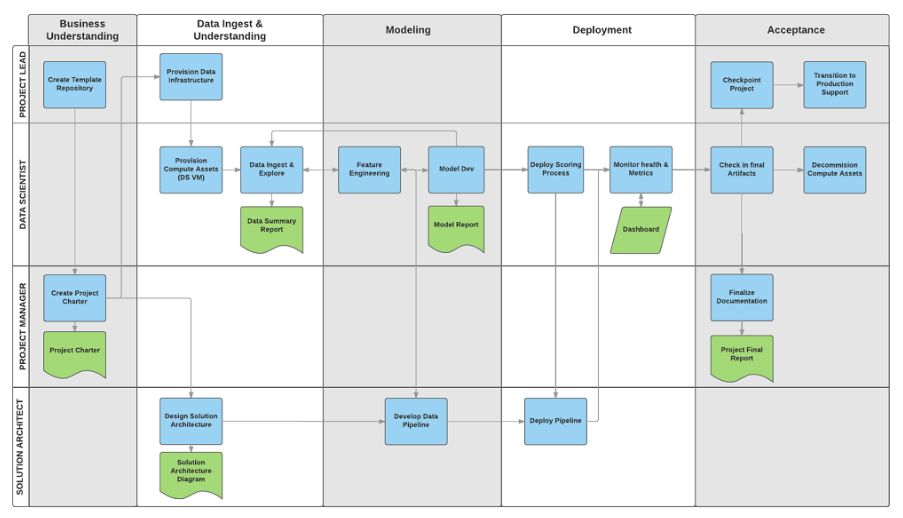 Business
Understanding
Data Ingest &
Understanding
Modeling
Deployment
Acceptance
PROJECT LEAD
Create Template
Repository
Provision Data
Infrastructure
Checkpoint
Project
Transition to
Production
Support
DATA SCIENTIST
Provision
Compute Assets
(DS VM)
Data Ingest &
Explore
Feature
Engineering
Model Dev
Deploy Scoring
Process
Monitor health &
Metrics
Check in final
Artifacts
Decommision
Compute Assets
Data Summary
Report
Model Report
Dashboard
PROJECT MANAGER
Create Project
Charter
Finalize
Documentation
Project Charter
Project Final
Report
SOLUTION ARCHITECT
Design Solution
Architecture
Develop Data
Pipeline
Deploy Pipeline
Solution
Architecture
Diagram